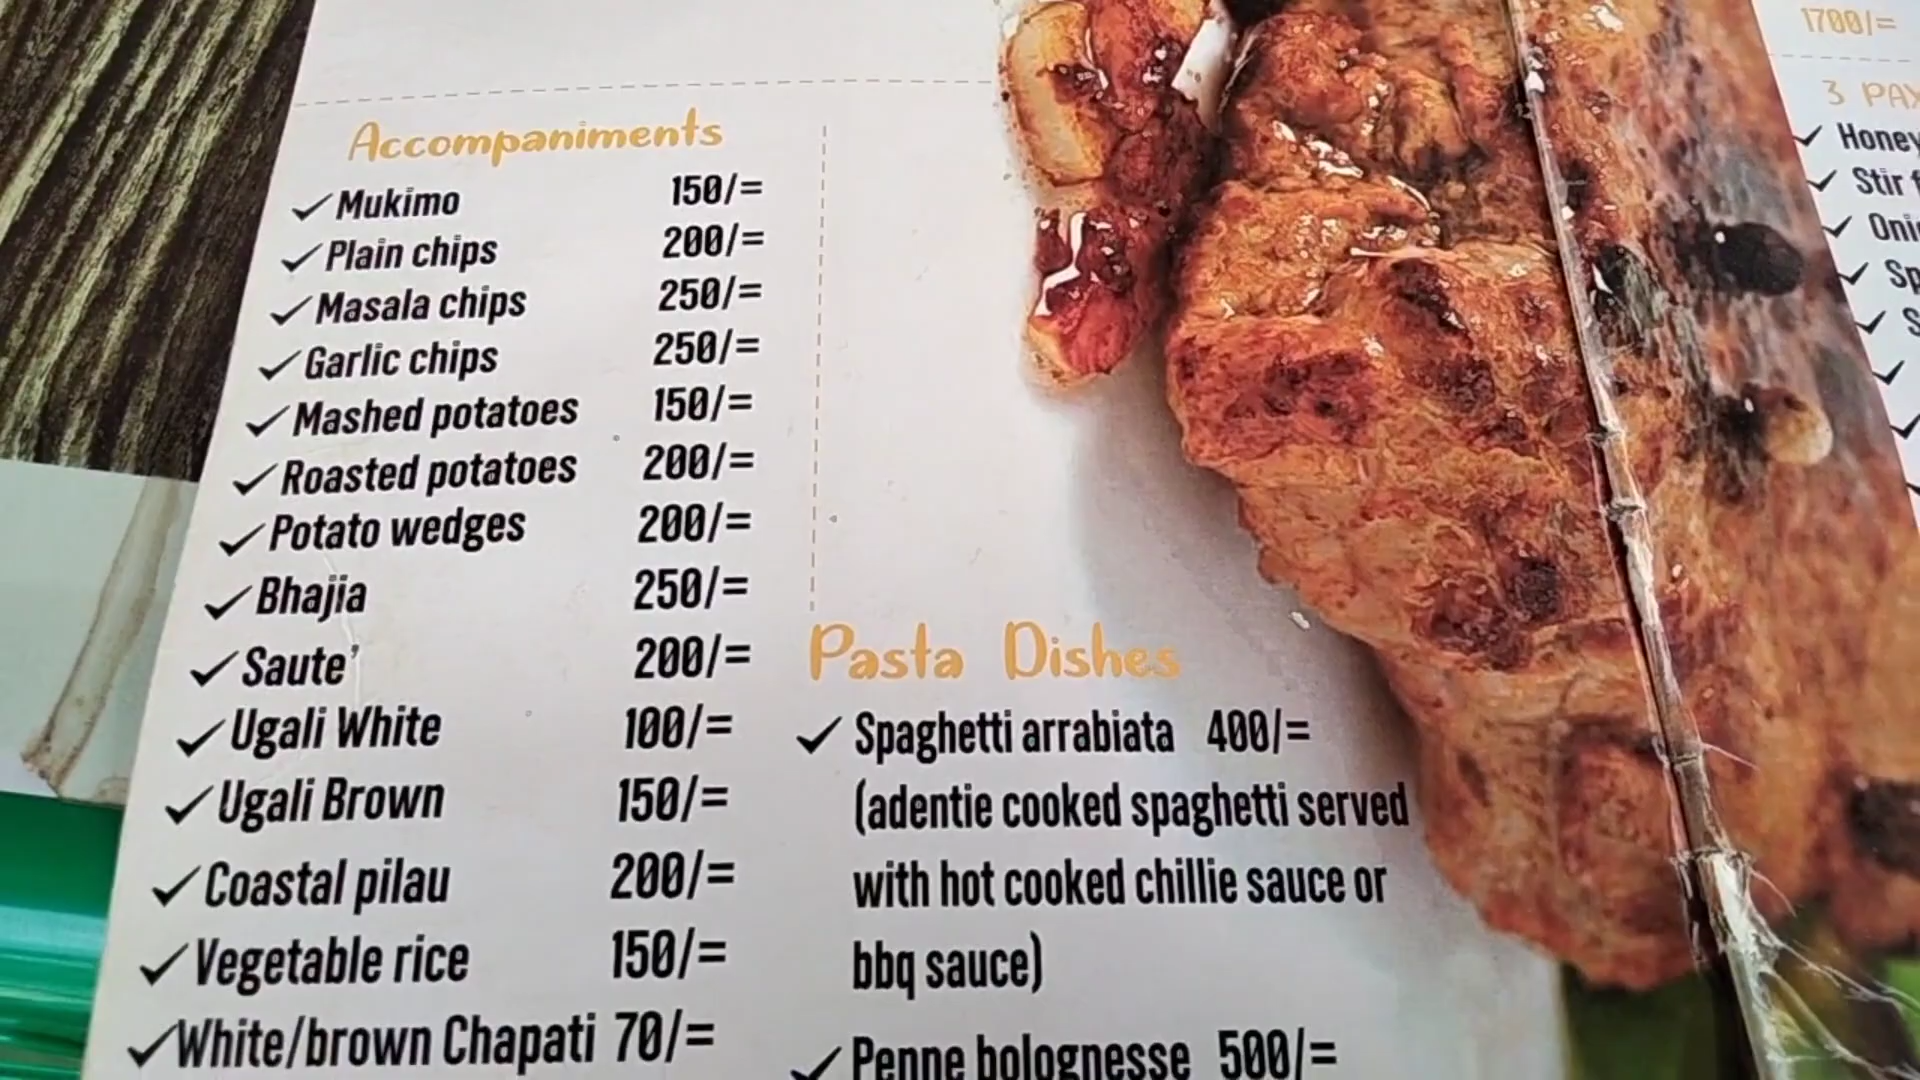 Accompaniments
✓ Mukimo 150/=
✓ Plain chips 200/=
✓ Masala chips 250/=
✓ Garlic chips 250/=
✓ Mashed potatoes 150/=
✓ Roasted potatoes 200/=
✓ Potato wedges 200/=
✓ Bhajia 250/=
✓ Saute' 200/=
✓ Ugali White 100/=
✓ Ugali Brown 150/=
✓ Coastal pilau 200/=
✓ Vegetable rice 150/=
✓ White/brown Chapati 70/=
Pasta Dishes
✓ Spaghetti arrabiata 400/=
(adentie cooked spaghetti served
with hot cooked chillie sauce or
bbq sauce)
✓ Penne bolognesse 500/=
1700/=
3
✓ Honey
✓ Stir